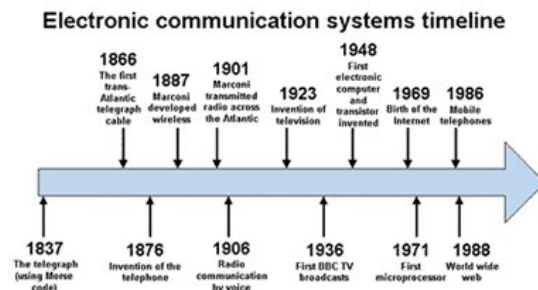 Electronic communication systems timeline
1866
The first
trans-
Atlantic
telegraph
cable
1887
Marconi
developed
wireless
1901
Marconi
transmitted
radio across
the Atlantic
1923
Invention of
television
1948
First
electronic
computer
and
transistor
invented
1969
Birth of the
Internet
1986
Mobile
telephones
1837
The telegraph
(using Morse
code)
1876
Invention of the
telephone
1906
Radio
communication
by voice
1936
First BBC TV
broadcasts
1971
First
microprocessor
1988
World wide
web